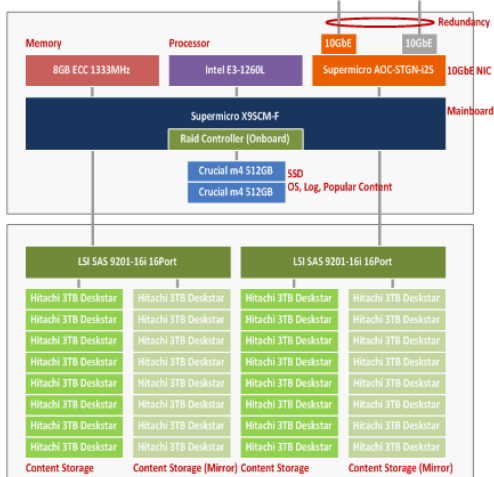 Redundancy
Memory
Processor
10GbE
10GbE
8GB ECC 1333MHz
Intel E3-1260L
Supermicro AOC-STGN-i2S
10GbE NIC
Supermicro X9SCM-F
Mainboard
Raid Controller (Onboard)
Crucial m4 512GB
SSD
Crucial m4 512GB
OS, Log, Popular Content
LSI SAS 9201-16i 16Port
LSI SAS 9201-16i 16Port
Hitachi 3TB Deskstar Hitachi 3TB Deskstar Hitachi 3TB Deskstar Hitachi 3TB Deskstar
Hitachi 3TB Deskstar Hitachi 3TB Deskstar Hitachi 3TB Deskstar Hitachi 3TB Deskstar
Hitachi 3TB Deskstar Hitachi 3TB Deskstar Hitachi 3TB Deskstar Hitachi 3TB Deskstar
Hitachi 3TB Deskstar Hitachi 3TB Deskstar Hitachi 3TB Deskstar Hitachi 3TB Deskstar
Hitachi 3TB Deskstar Hitachi 3TB Deskstar Hitachi 3TB Deskstar Hitachi 3TB Deskstar
Hitachi 3TB Deskstar Hitachi 3TB Deskstar Hitachi 3TB Deskstar Hitachi 3TB Deskstar
Hitachi 3TB Deskstar Hitachi 3TB Deskstar Hitachi 3TB Deskstar Hitachi 3TB Deskstar
Hitachi 3TB Deskstar Hitachi 3TB Deskstar Hitachi 3TB Deskstar Hitachi 3TB Deskstar
Content Storage Content Storage (Mirror) Content Storage Content Storage (Mirror)